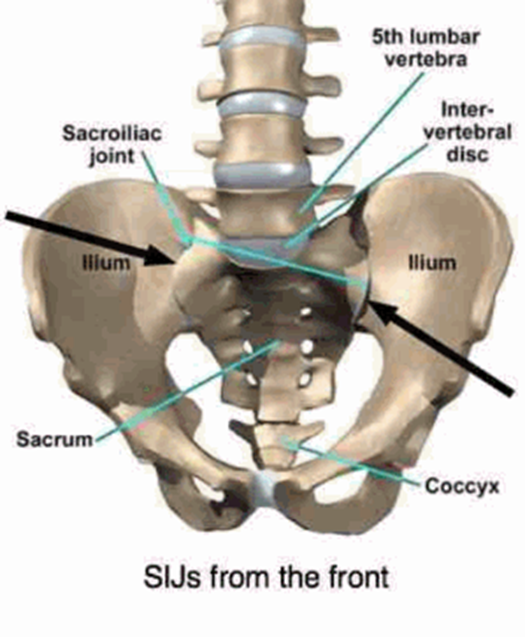 5th lumbar
vertebra
Inter-
vertebral
disc
Sacroiliac
joint
Ilium
Ilium
Sacrum
Coccyx
SIJs from the front